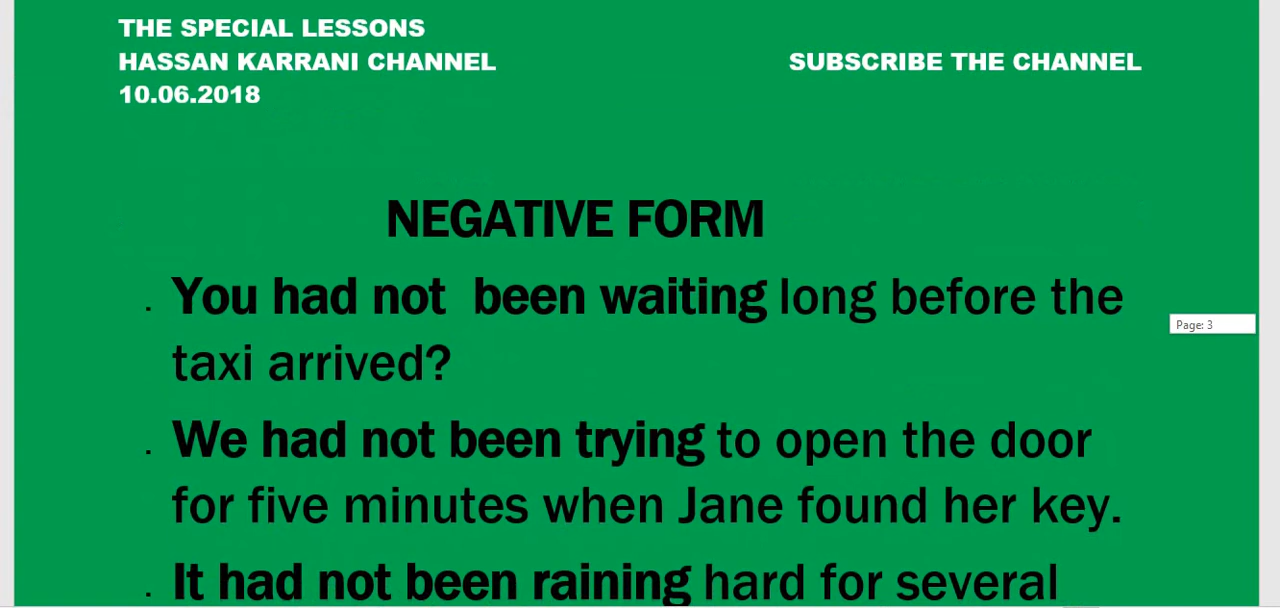 THE SPECIAL LESSONS
HASSAN KARRANI CHANNEL
SUBSCRIBE THE CHANNEL
10.06.2018
NEGATIVE FORM
. You had not  been waiting long before the
taxi arrived?
Page: 3
. We had not been trying to open the door
for five minutes when Jane found her key.
. It had not been raining hard for several